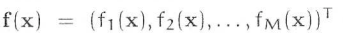 f(x) = (f₁(x), f₂(x), . . . , f_M(x))ᵀ